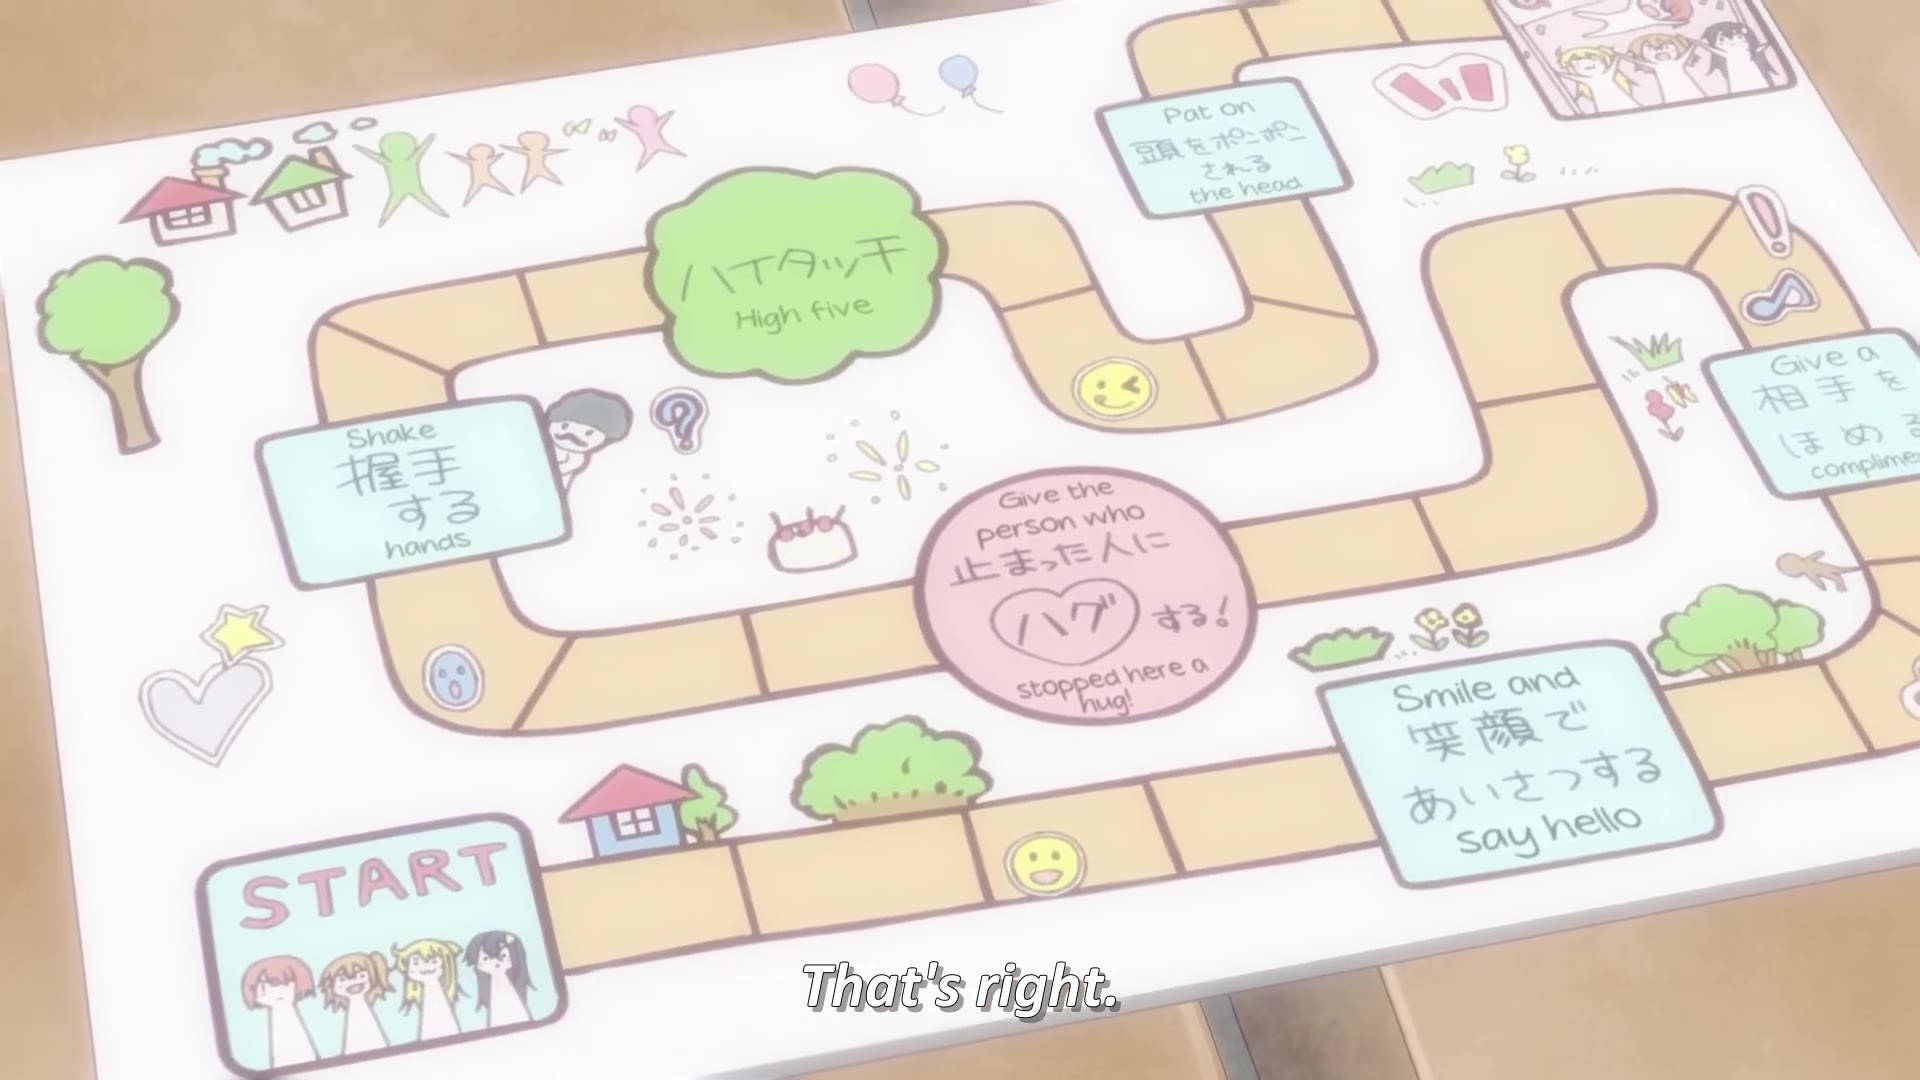 Pat on
頭をポンポン
される
the head
ハイタッチ
High five
Give a
相手を
ほめる
Shake
握手
する
hands
Give the
person who
止まった人に
ハグ する!
stopped here a
hug!
Smile and
笑顔で
あいさつする
say hello
START
That's right.